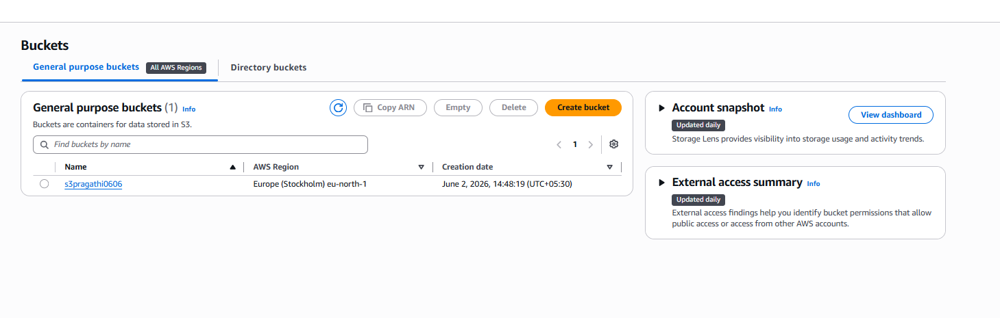 Buckets
General purpose buckets All AWS Regions Directory buckets
General purpose buckets (1) Info
Copy ARN Empty Delete Create bucket
Buckets are containers for data stored in S3.
Find buckets by name
1
Name AWS Region Creation date
s3pragathi0606 Europe (Stockholm) eu-north-1 June 2, 2026, 14:48:19 (UTC+05:30)
Account snapshot Info
View dashboard
Updated daily
Storage Lens provides visibility into storage usage and activity trends.
External access summary Info
Updated daily
External access findings help you identify bucket permissions that allow
public access or access from other AWS accounts.